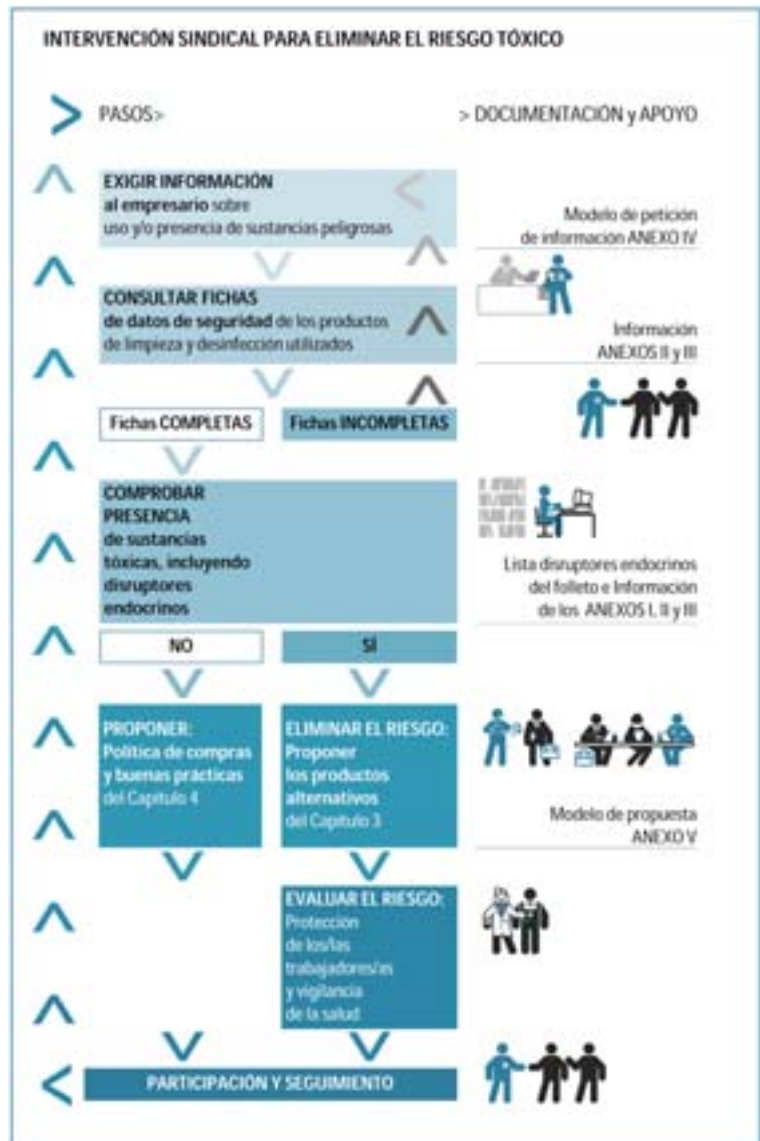 INTERVENCIÓN SINDICAL PARA ELIMINAR EL RIESGO TÓXICO
PASOS>
> DOCUMENTACIÓN y APOYO
EXIGIR INFORMACIÓN
al empresario sobre
uso y/o presencia de sustancias peligrosas
Modelo de petición
de información ANEXO IV
CONSULTAR FICHAS
de datos de seguridad de los productos
de limpieza y desinfección utilizados
Información
ANEXOS II y III
Fichas COMPLETAS
Fichas INCOMPLETAS
COMPROBAR
PRESENCIA
de sustancias
tóxicas, incluyendo
disruptores
endocrinos
Lista disruptores endocrinos
del folleto e Información
de los ANEXOS I, II y III
NO
SÍ
PROPONER:
Política de compras
y buenas prácticas
del Capítulo 4
ELIMINAR EL RIESGO:
Proponer
los productos
alternativos
del Capítulo 3
Modelo de propuesta
ANEXO V
EVALUAR EL RIESGO:
Protección
de los/las
trabajadores/as
y vigilancia
de la salud
PARTICIPACIÓN Y SEGUIMIENTO